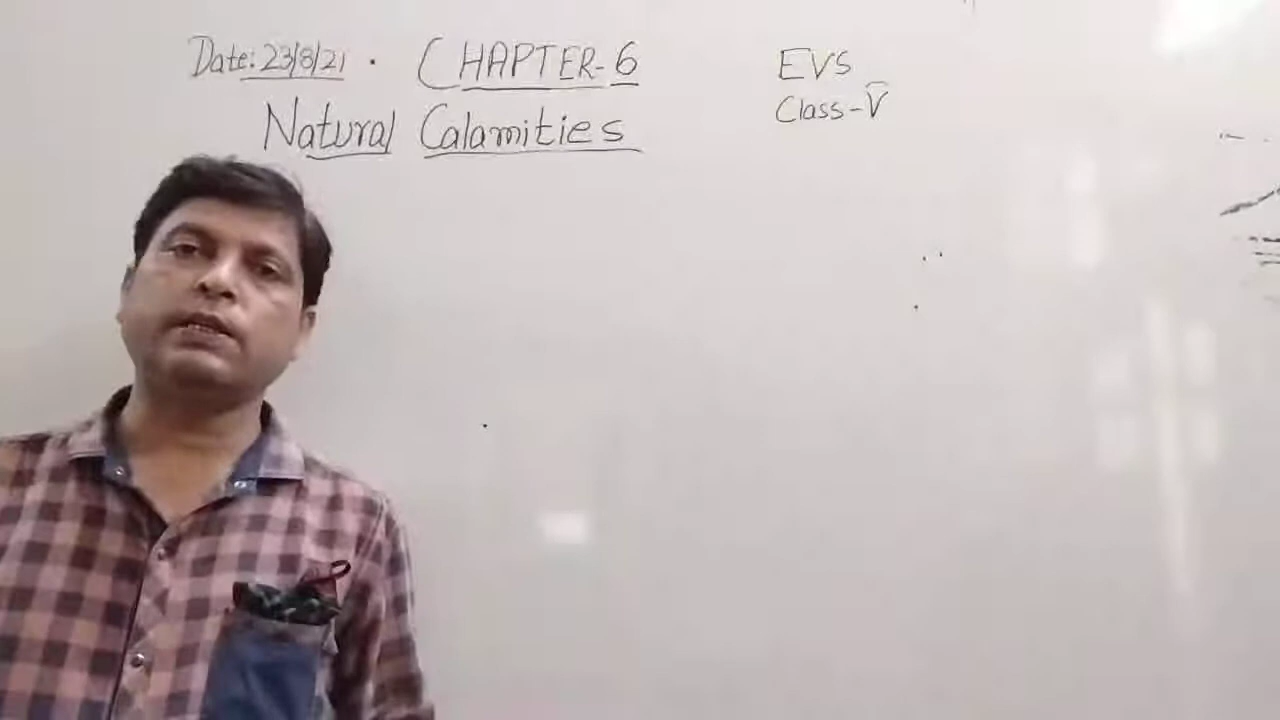 Date: 23/8/21 . CHAPTER-6
Natural Calamities
EVS
Class-V